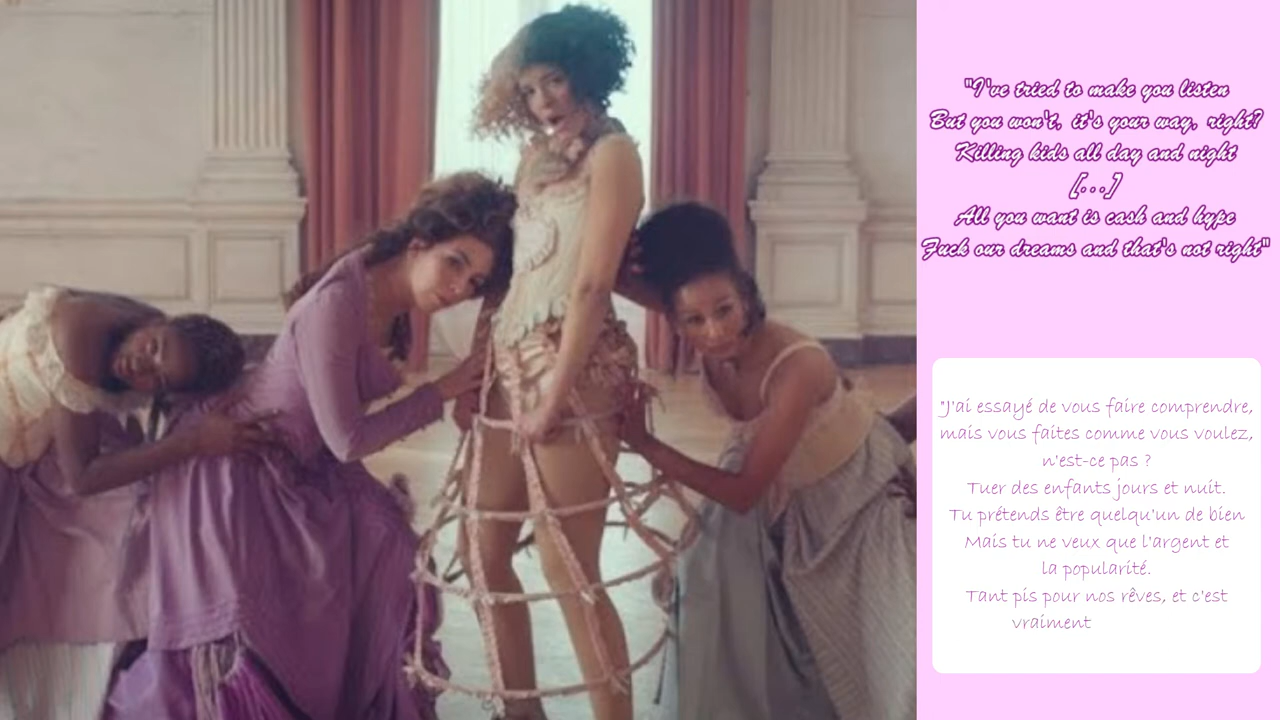 "I've tried to make you listen
But you won't, it's your way, right?
Killing kids all day and night
[...]
All you want is cash and hype
Fuck our dreams and that's not right"
"J'ai essayé de vous faire comprendre,
mais vous faites comme vous voulez,
n'est-ce pas ?
Tuer des enfants jours et nuit.
Tu prétends être quelqu'un de bien
Mais tu ne veux que l'argent et
la popularité.
Tant pis pour nos rêves, et c'est
vraiment